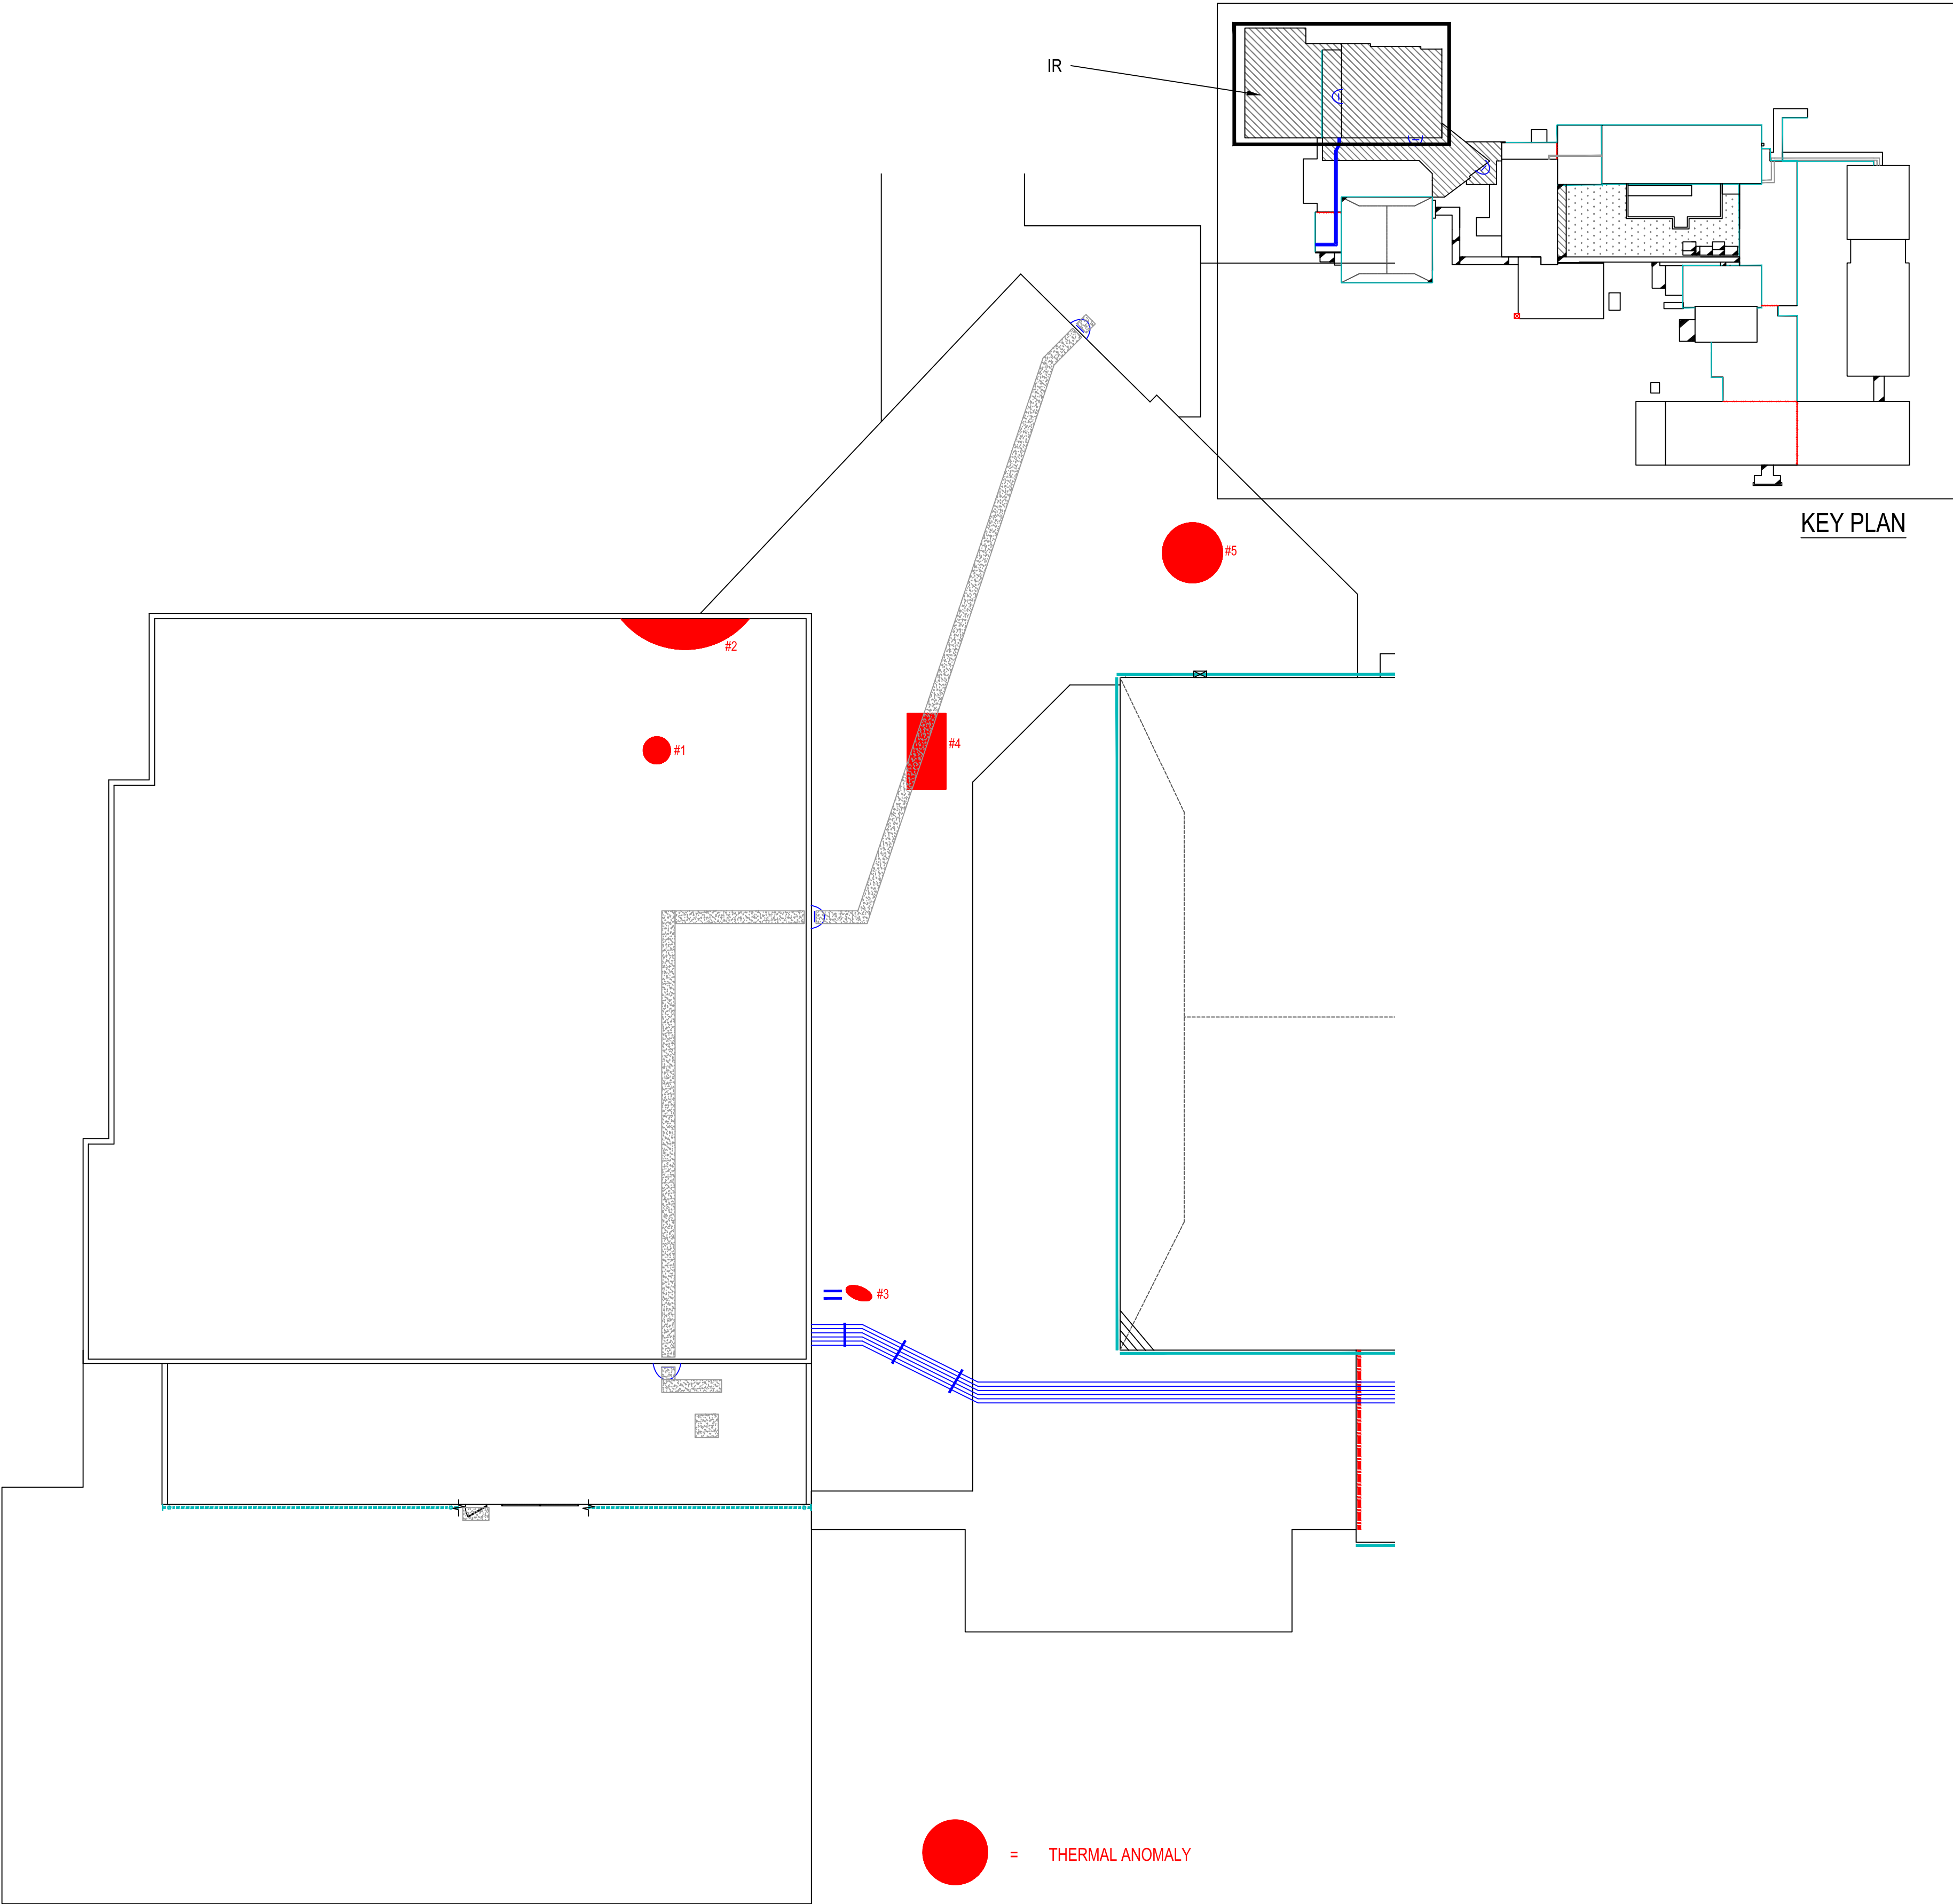 IR
KEY PLAN
#5
#2
#1
#4
#3
= THERMAL ANOMALY